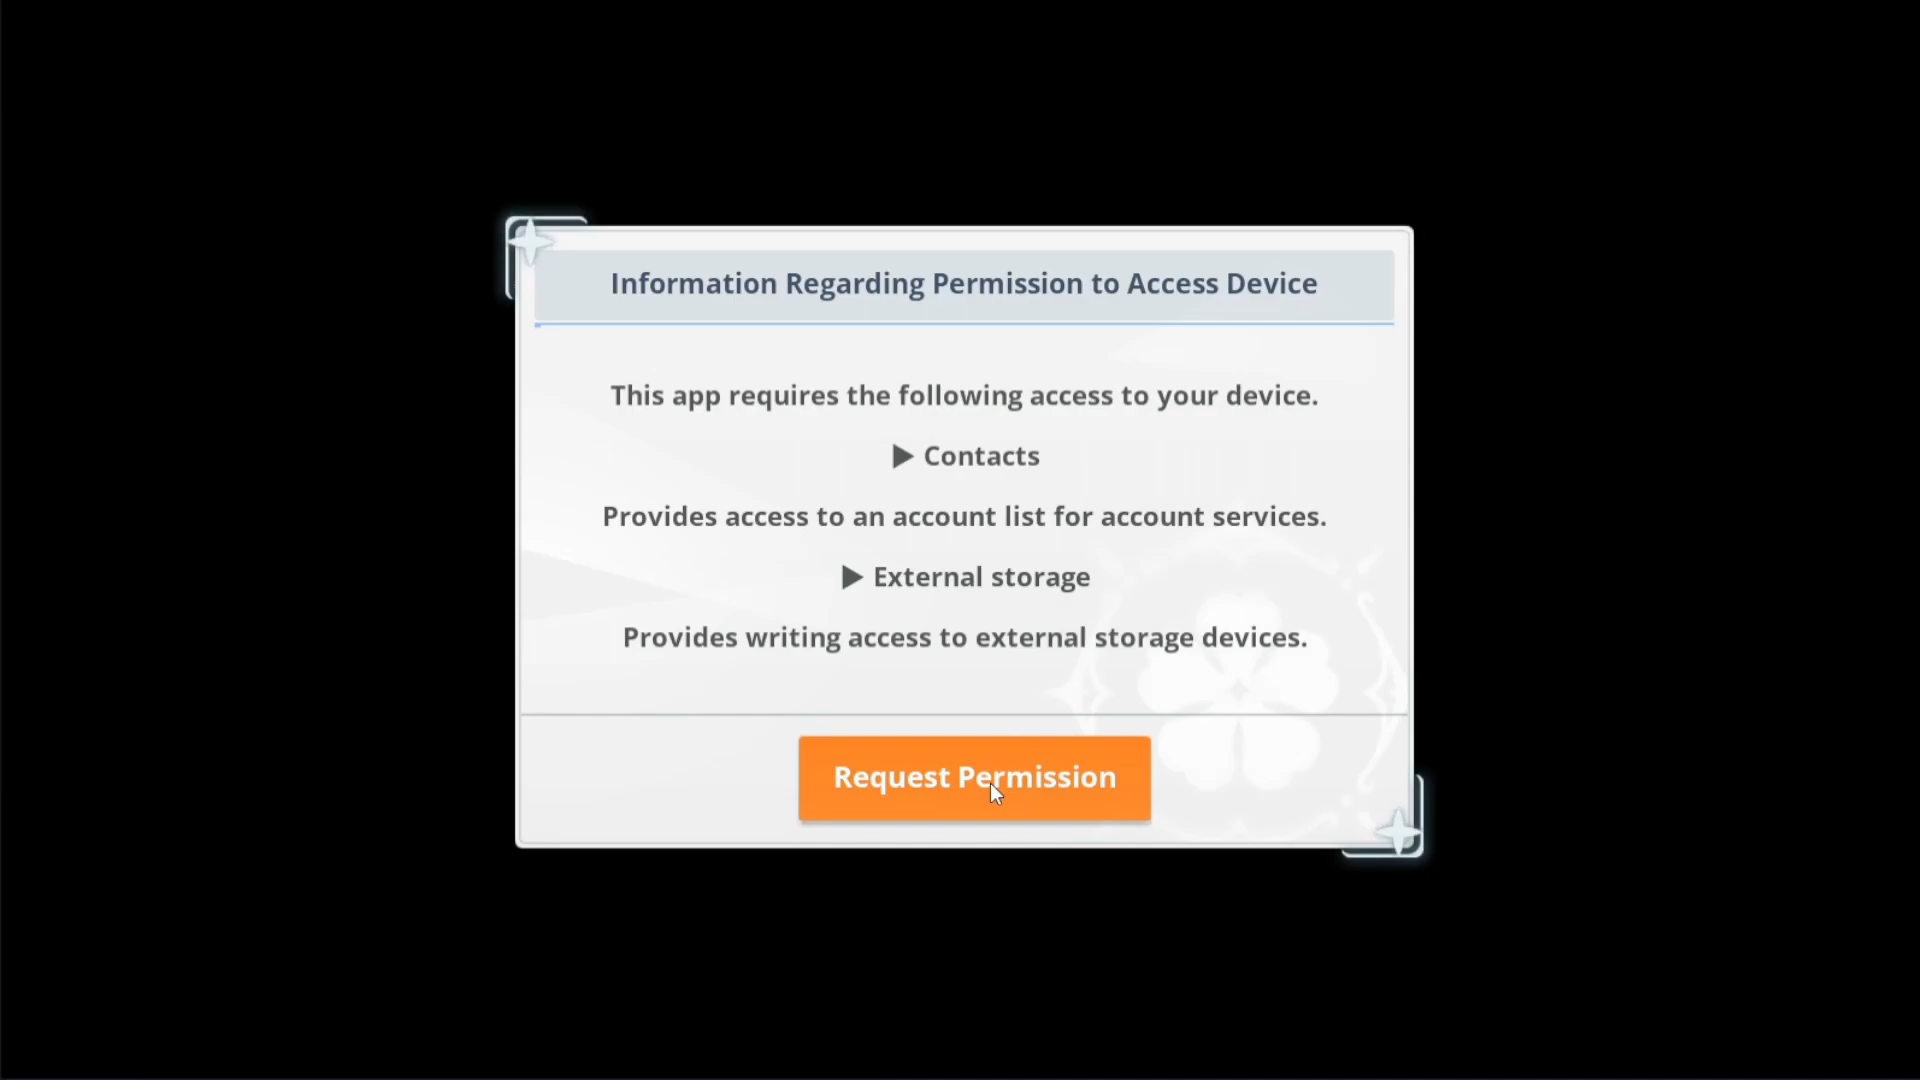 Information Regarding Permission to Access Device
This app requires the following access to your device.
▶ Contacts
Provides access to an account list for account services.
▶ External storage
Provides writing access to external storage devices.
Request Permission